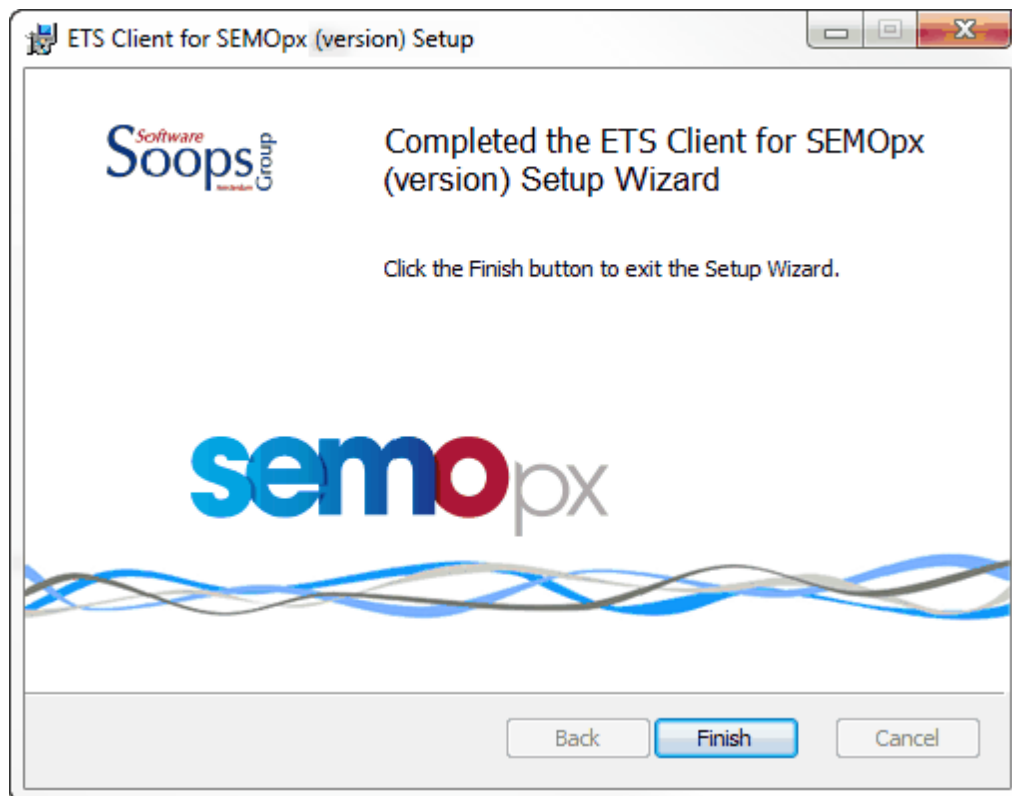 ETS Client for SEMOpx (version) Setup
Software
Soops
Group
Amsterdam
Completed the ETS Client for SEMOpx
(version) Setup Wizard
Click the Finish button to exit the Setup Wizard.
semopx
Back
Finish
Cancel